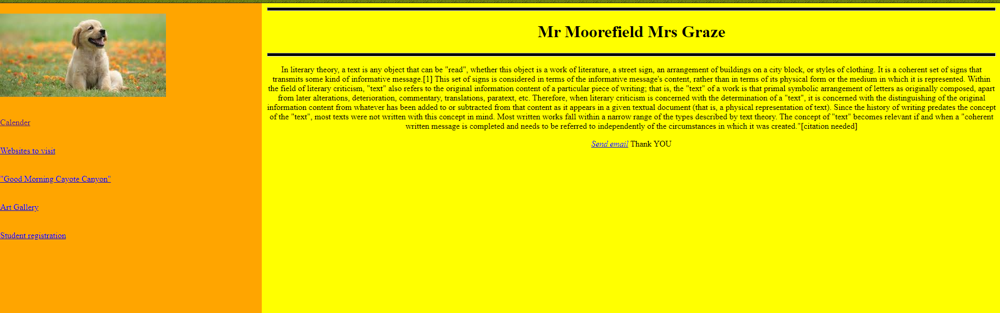 Calender
Websites to visit
"Good Morning Cayote Canyon"
Art Gallery
Student registration
Mr Moorefield Mrs Graze
In literary theory, a text is any object that can be "read", whether this object is a work of literature, a street sign, an arrangement of buildings on a city block, or styles of clothing. It is a coherent set of signs that
transmits some kind of informative message.[1] This set of signs is considered in terms of the informative message's content, rather than in terms of its physical form or the medium in which it is represented. Within
the field of literary criticism, "text" also refers to the original information content of a particular piece of writing; that is, the "text" of a work is that primal symbolic arrangement of letters as originally composed, apart
from later alterations, deterioration, commentary, translations, paratext, etc. Therefore, when literary criticism is concerned with the determination of a "text", it is concerned with the distinguishing of the original
information content from whatever has been added to or subtracted from that content as it appears in a given textual document (that is, a physical representation of text). Since the history of writing predates the concept
of the "text", most texts were not written with this concept in mind. Most written works fall within a narrow range of the types described by text theory. The concept of "text" becomes relevant if and when a "coherent
written message is completed and needs to be referred to independently of the circumstances in which it was created."[citation needed]
Send email Thank YOU